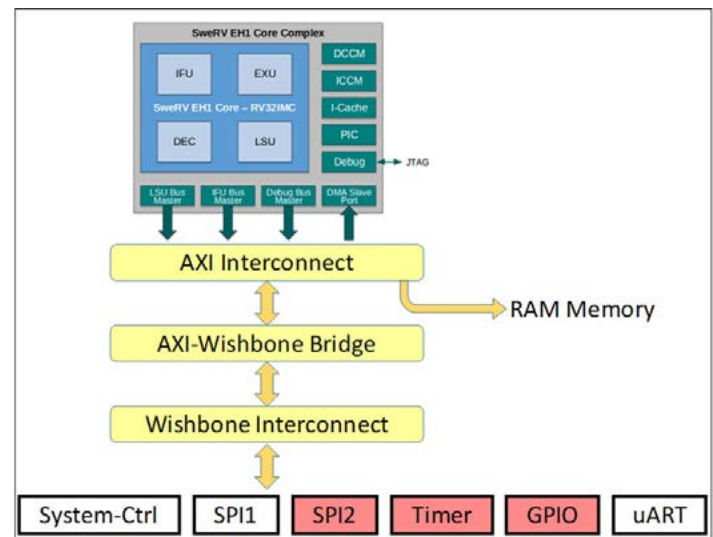 SweRV EH1 Core Complex
IFU
EXU
SweRV EH1 Core – RV32IMC
DEC
LSU
DCCM
ICCM
I-Cache
PIC
Debug
JTAG
LSU Bus
Master
IFU Bus
Master
Debug Bus
Master
DMA Slave
Port
AXI Interconnect
RAM Memory
AXI-Wishbone Bridge
Wishbone Interconnect
System-Ctrl
SPI1
SPI2
Timer
GPIO
uART